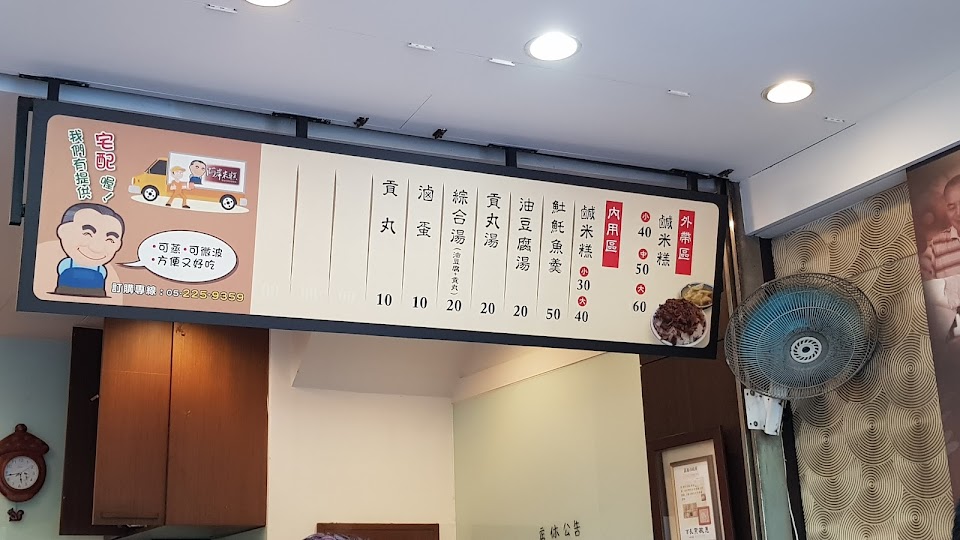 外帶區
鹹米糕
小 40
中 50
大 60
內用區
鹹米糕
小 30
大 40
魠魚羹 50
油豆腐湯 20
貢丸湯 20
綜合湯(油豆腐、貢丸) 20
滷蛋 10
貢丸 10
我們有提供
宅配喔!
•可蒸•可微波
•方便又好吃
訂購專線:05-2259359
公告